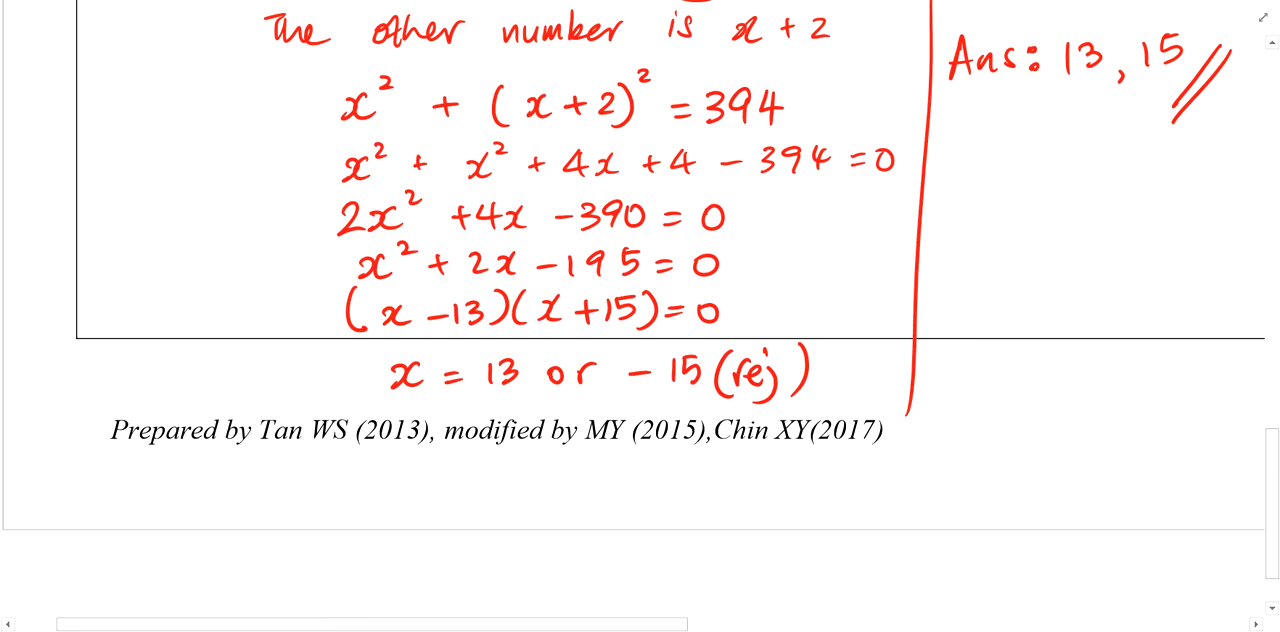 The other number is x + 2
x² + (x + 2)² = 394
x² + x² + 4x + 4 - 394 = 0
2x² + 4x - 390 = 0
x² + 2x - 195 = 0
(x - 13)(x + 15) = 0
x = 13 or - 15 (rej)
Ans: 13, 15
Prepared by Tan WS (2013), modified by MY (2015),Chin XY(2017)